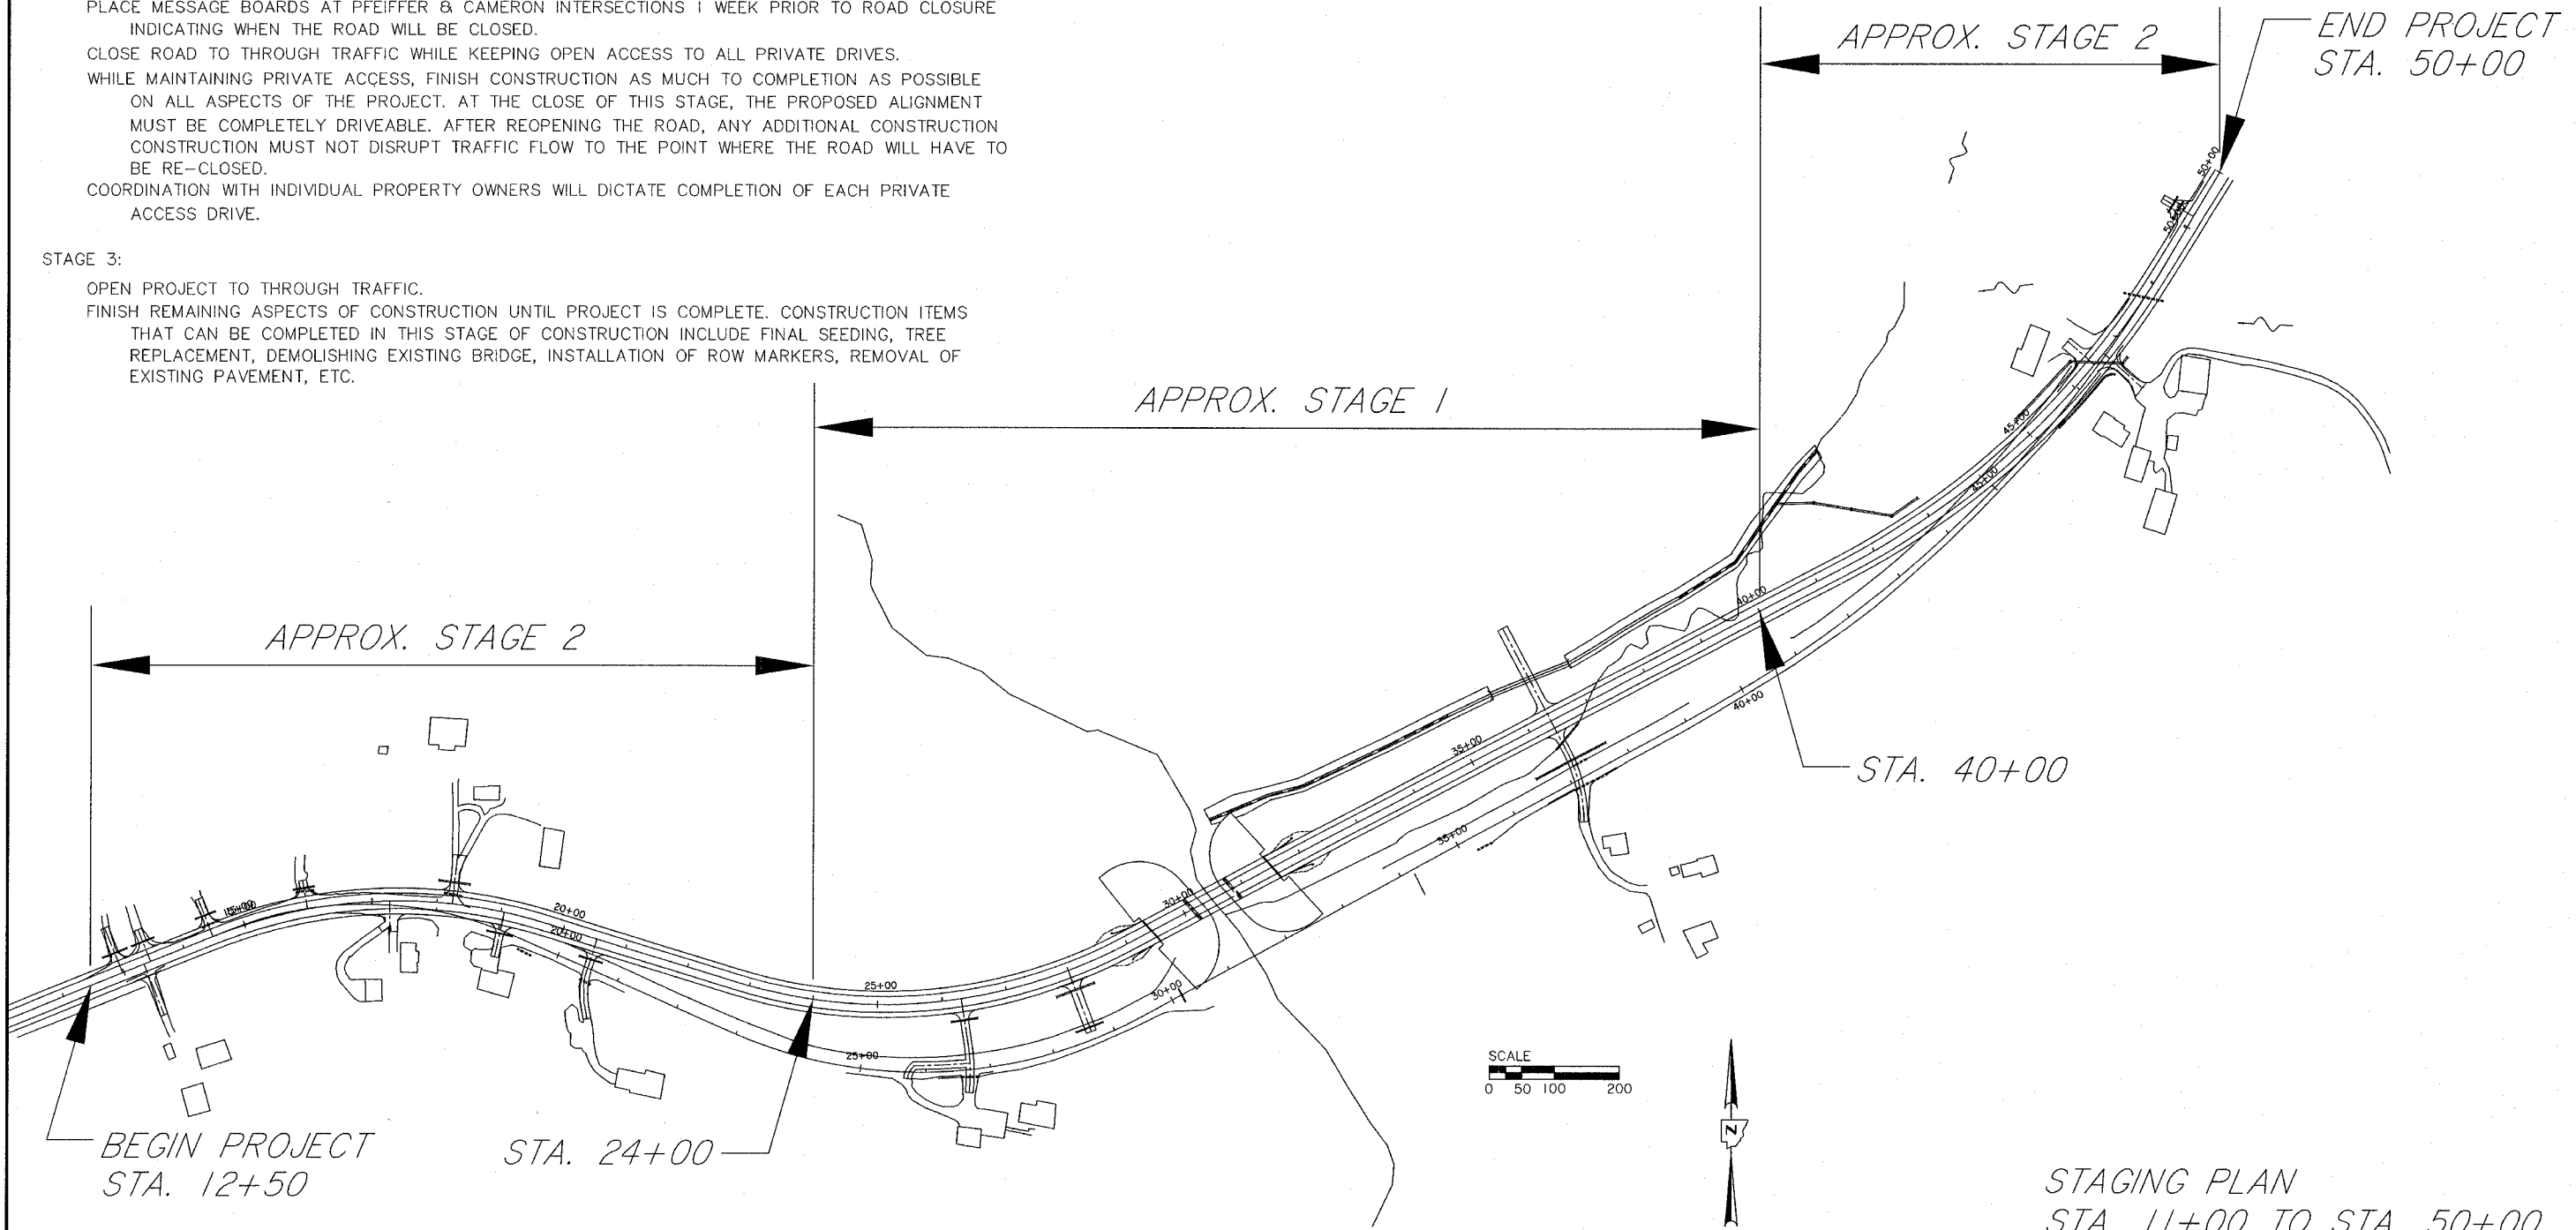 PLACE MESSAGE BOARDS AT PFEIFFER & CAMERON INTERSECTIONS 1 WEEK PRIOR TO ROAD CLOSURE
INDICATING WHEN THE ROAD WILL BE CLOSED.
CLOSE ROAD TO THROUGH TRAFFIC WHILE KEEPING OPEN ACCESS TO ALL PRIVATE DRIVES.
WHILE MAINTAINING PRIVATE ACCESS, FINISH CONSTRUCTION AS MUCH TO COMPLETION AS POSSIBLE
ON ALL ASPECTS OF THE PROJECT. AT THE CLOSE OF THIS STAGE, THE PROPOSED ALIGNMENT
MUST BE COMPLETELY DRIVEABLE. AFTER REOPENING THE ROAD, ANY ADDITIONAL CONSTRUCTION
CONSTRUCTION MUST NOT DISRUPT TRAFFIC FLOW TO THE POINT WHERE THE ROAD WILL HAVE TO
BE RE-CLOSED.
COORDINATION WITH INDIVIDUAL PROPERTY OWNERS WILL DICTATE COMPLETION OF EACH PRIVATE
ACCESS DRIVE.
STAGE 3:
OPEN PROJECT TO THROUGH TRAFFIC.
FINISH REMAINING ASPECTS OF CONSTRUCTION UNTIL PROJECT IS COMPLETE. CONSTRUCTION ITEMS
THAT CAN BE COMPLETED IN THIS STAGE OF CONSTRUCTION INCLUDE FINAL SEEDING, TREE
REPLACEMENT, DEMOLISHING EXISTING BRIDGE, INSTALLATION OF ROW MARKERS, REMOVAL OF
EXISTING PAVEMENT, ETC.
APPROX. STAGE 2
END PROJECT
STA. 50+00
50+00
APPROX. STAGE 1
45+00
45+00
40+00
APPROX. STAGE 2
40+00
35+00
STA. 40+00
35+00
30+00
20+00
20+00
25+00
30+00
25+00
SCALE
0 50 100 200
N
BEGIN PROJECT
STA. 12+50
STA. 24+00
STAGING PLAN
STA. 11+00 TO STA. 50+00